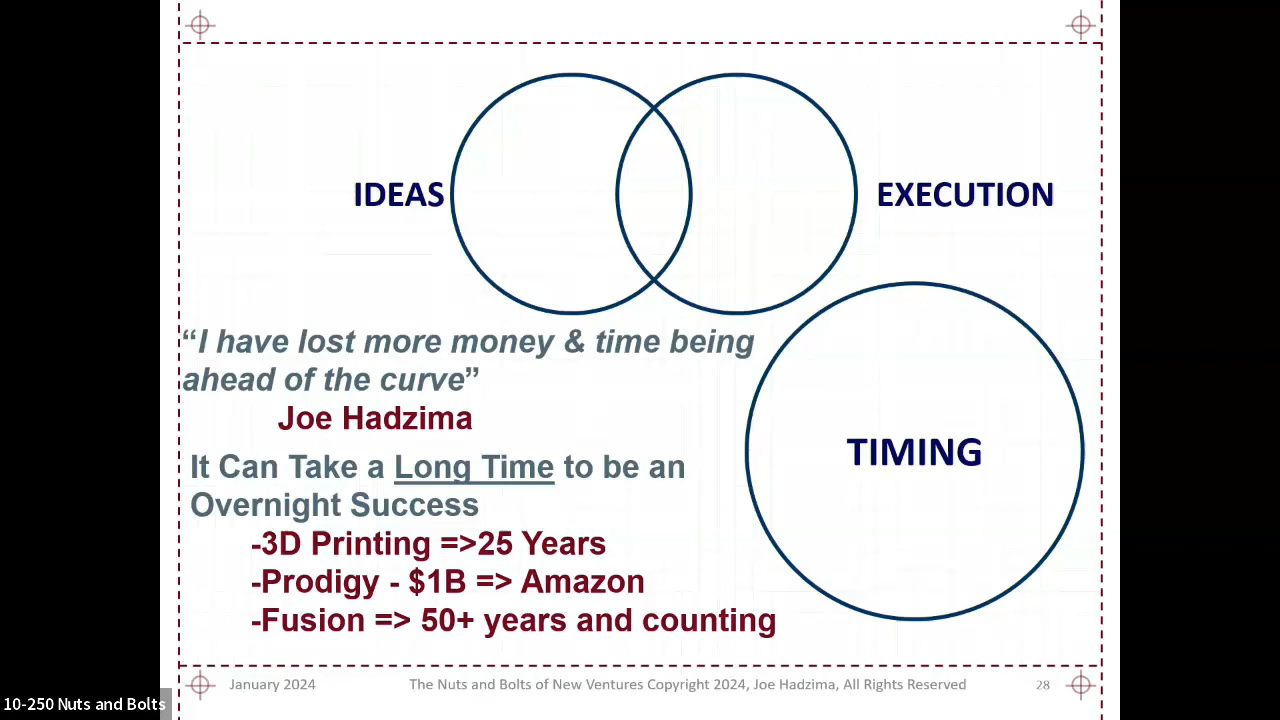 IDEAS
EXECUTION
“I have lost more money & time being
ahead of the curve”
Joe Hadzima
It Can Take a Long Time to be an
Overnight Success
-3D Printing =>25 Years
-Prodigy - $1B => Amazon
-Fusion => 50+ years and counting
TIMING
January 2024
The Nuts and Bolts of New Ventures Copyright 2024, Joe Hadzima, All Rights Reserved
28
10-250 Nuts and Bolts